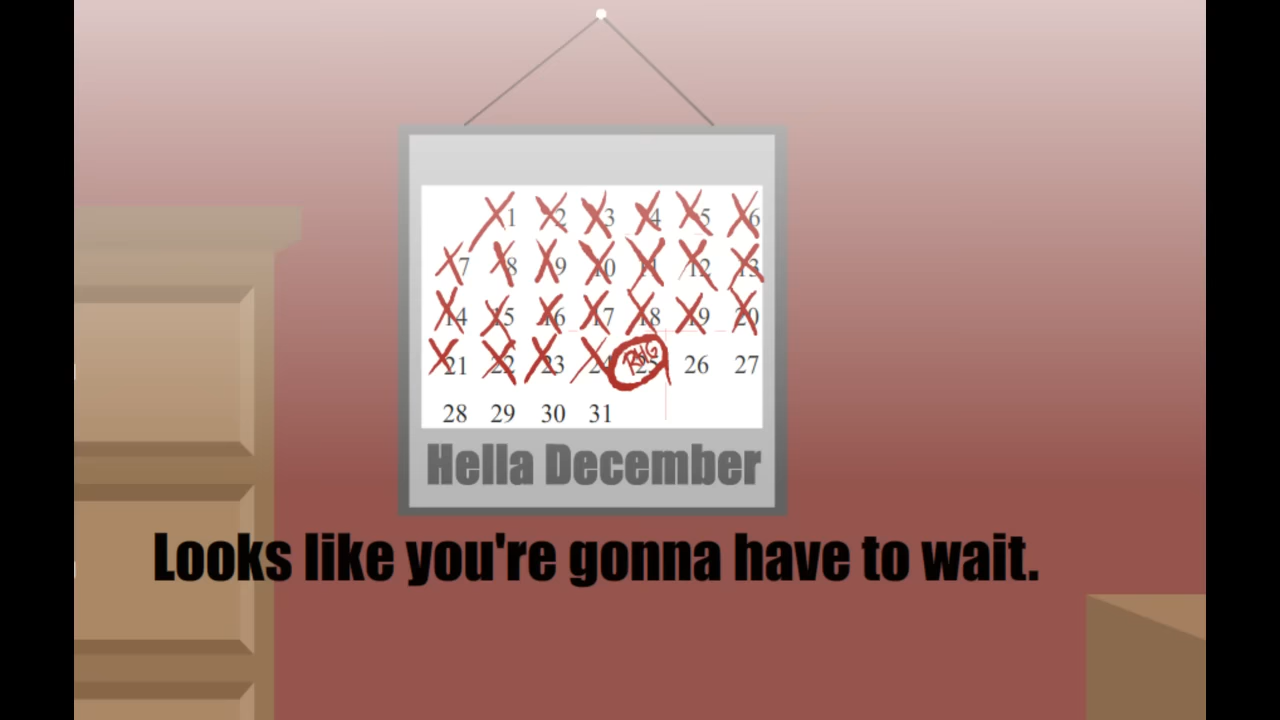 1 2 3 4 5 6
7 8 9 10 11 12 13
14 15 16 17 18 19 20
21 22 23 24 25 26 27
RHG
28 29 30 31
Hella December
Looks like you're gonna have to wait.